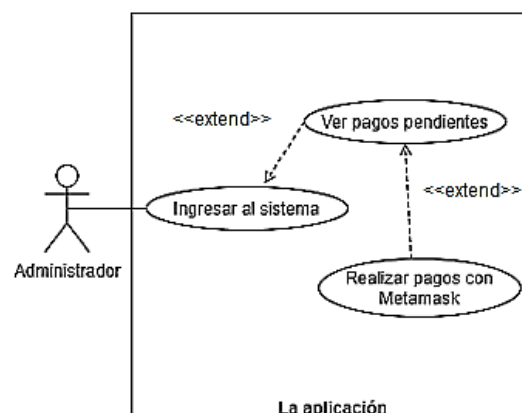 Ver pagos pendientes
<<extend>>
<<extend>>
Ingresar al sistema
Administrador
Realizar pagos con
Metamask
La aplicación